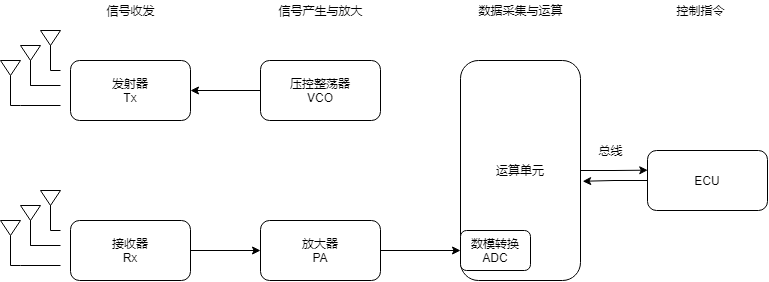 信号收发
信号产生与放大
数据采集与运算
控制指令
发射器
Tx
压控整荡器
VCO
运算单元
总线
ECU
接收器
Rx
放大器
PA
数模转换
ADC